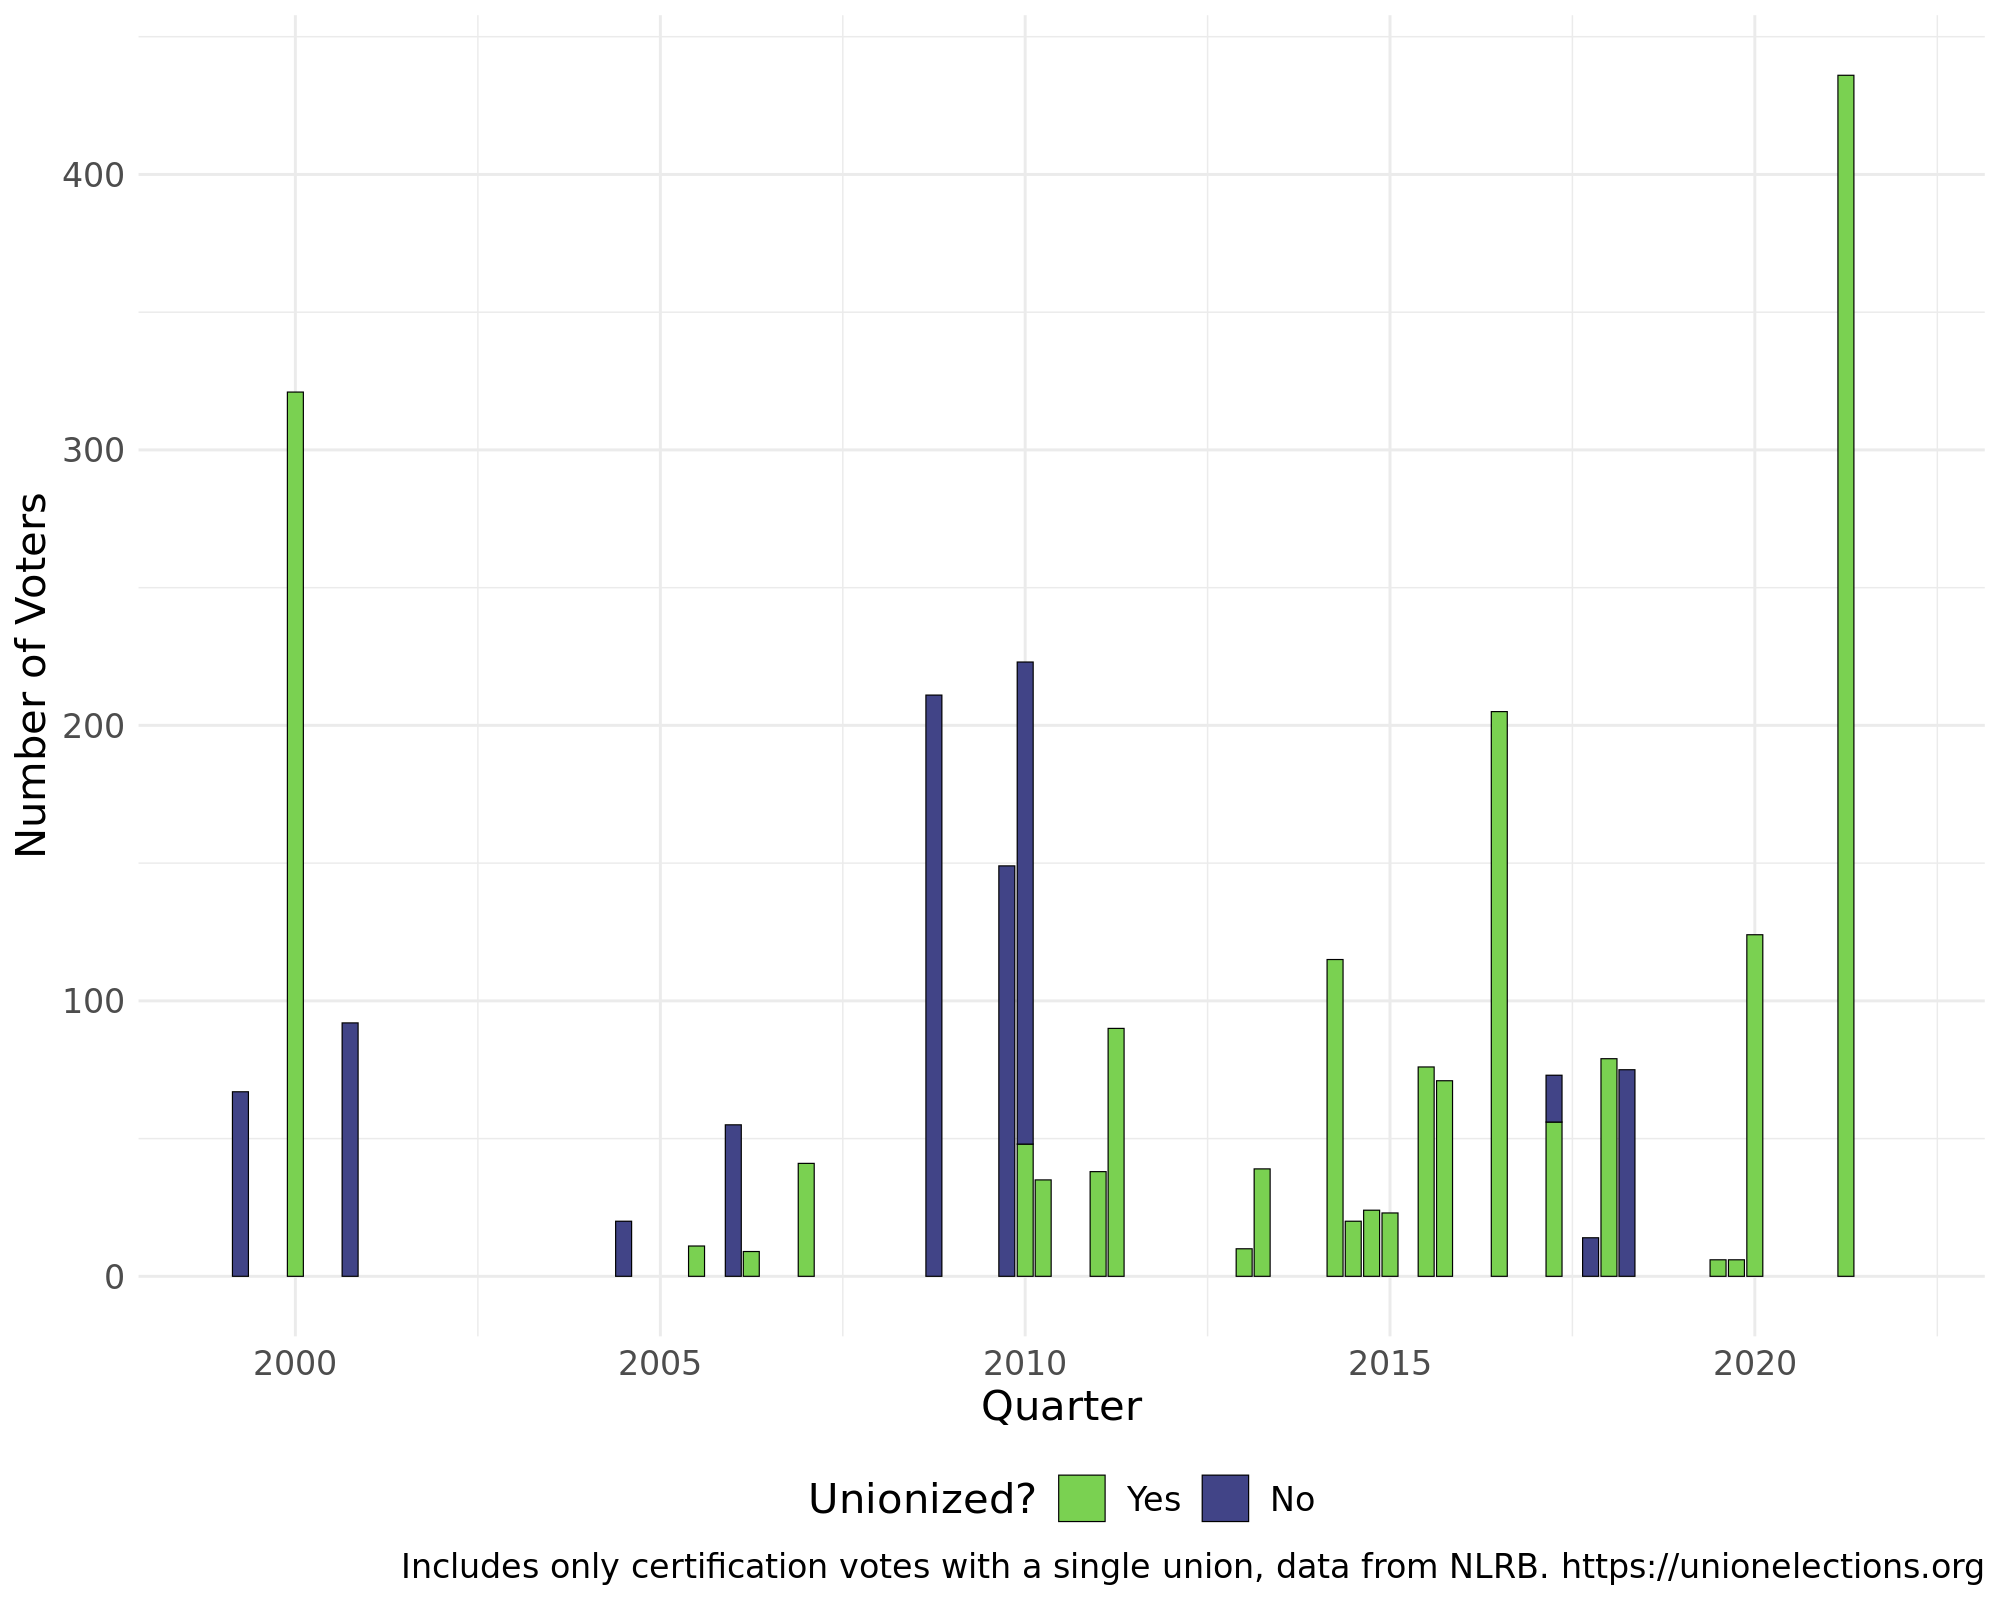 Number of Voters
400
300
200
100
0
2000 2005 2010 2015 2020
Quarter
Unionized? Yes No
Includes only certification votes with a single union, data from NLRB. https://unionelections.org